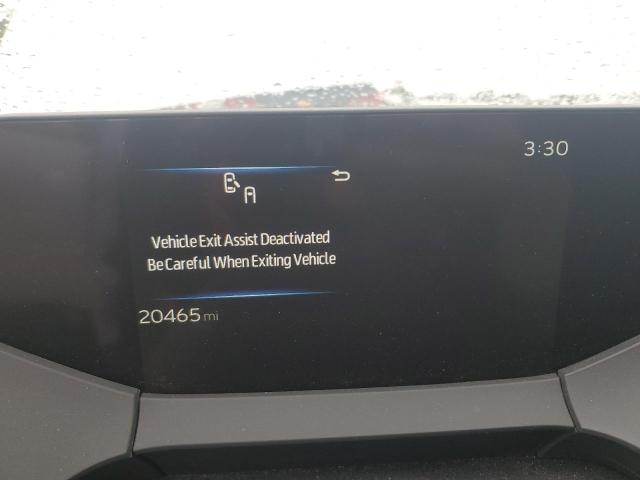 3:30
Vehicle Exit Assist Deactivated
Be Careful When Exiting Vehicle
20465 mi